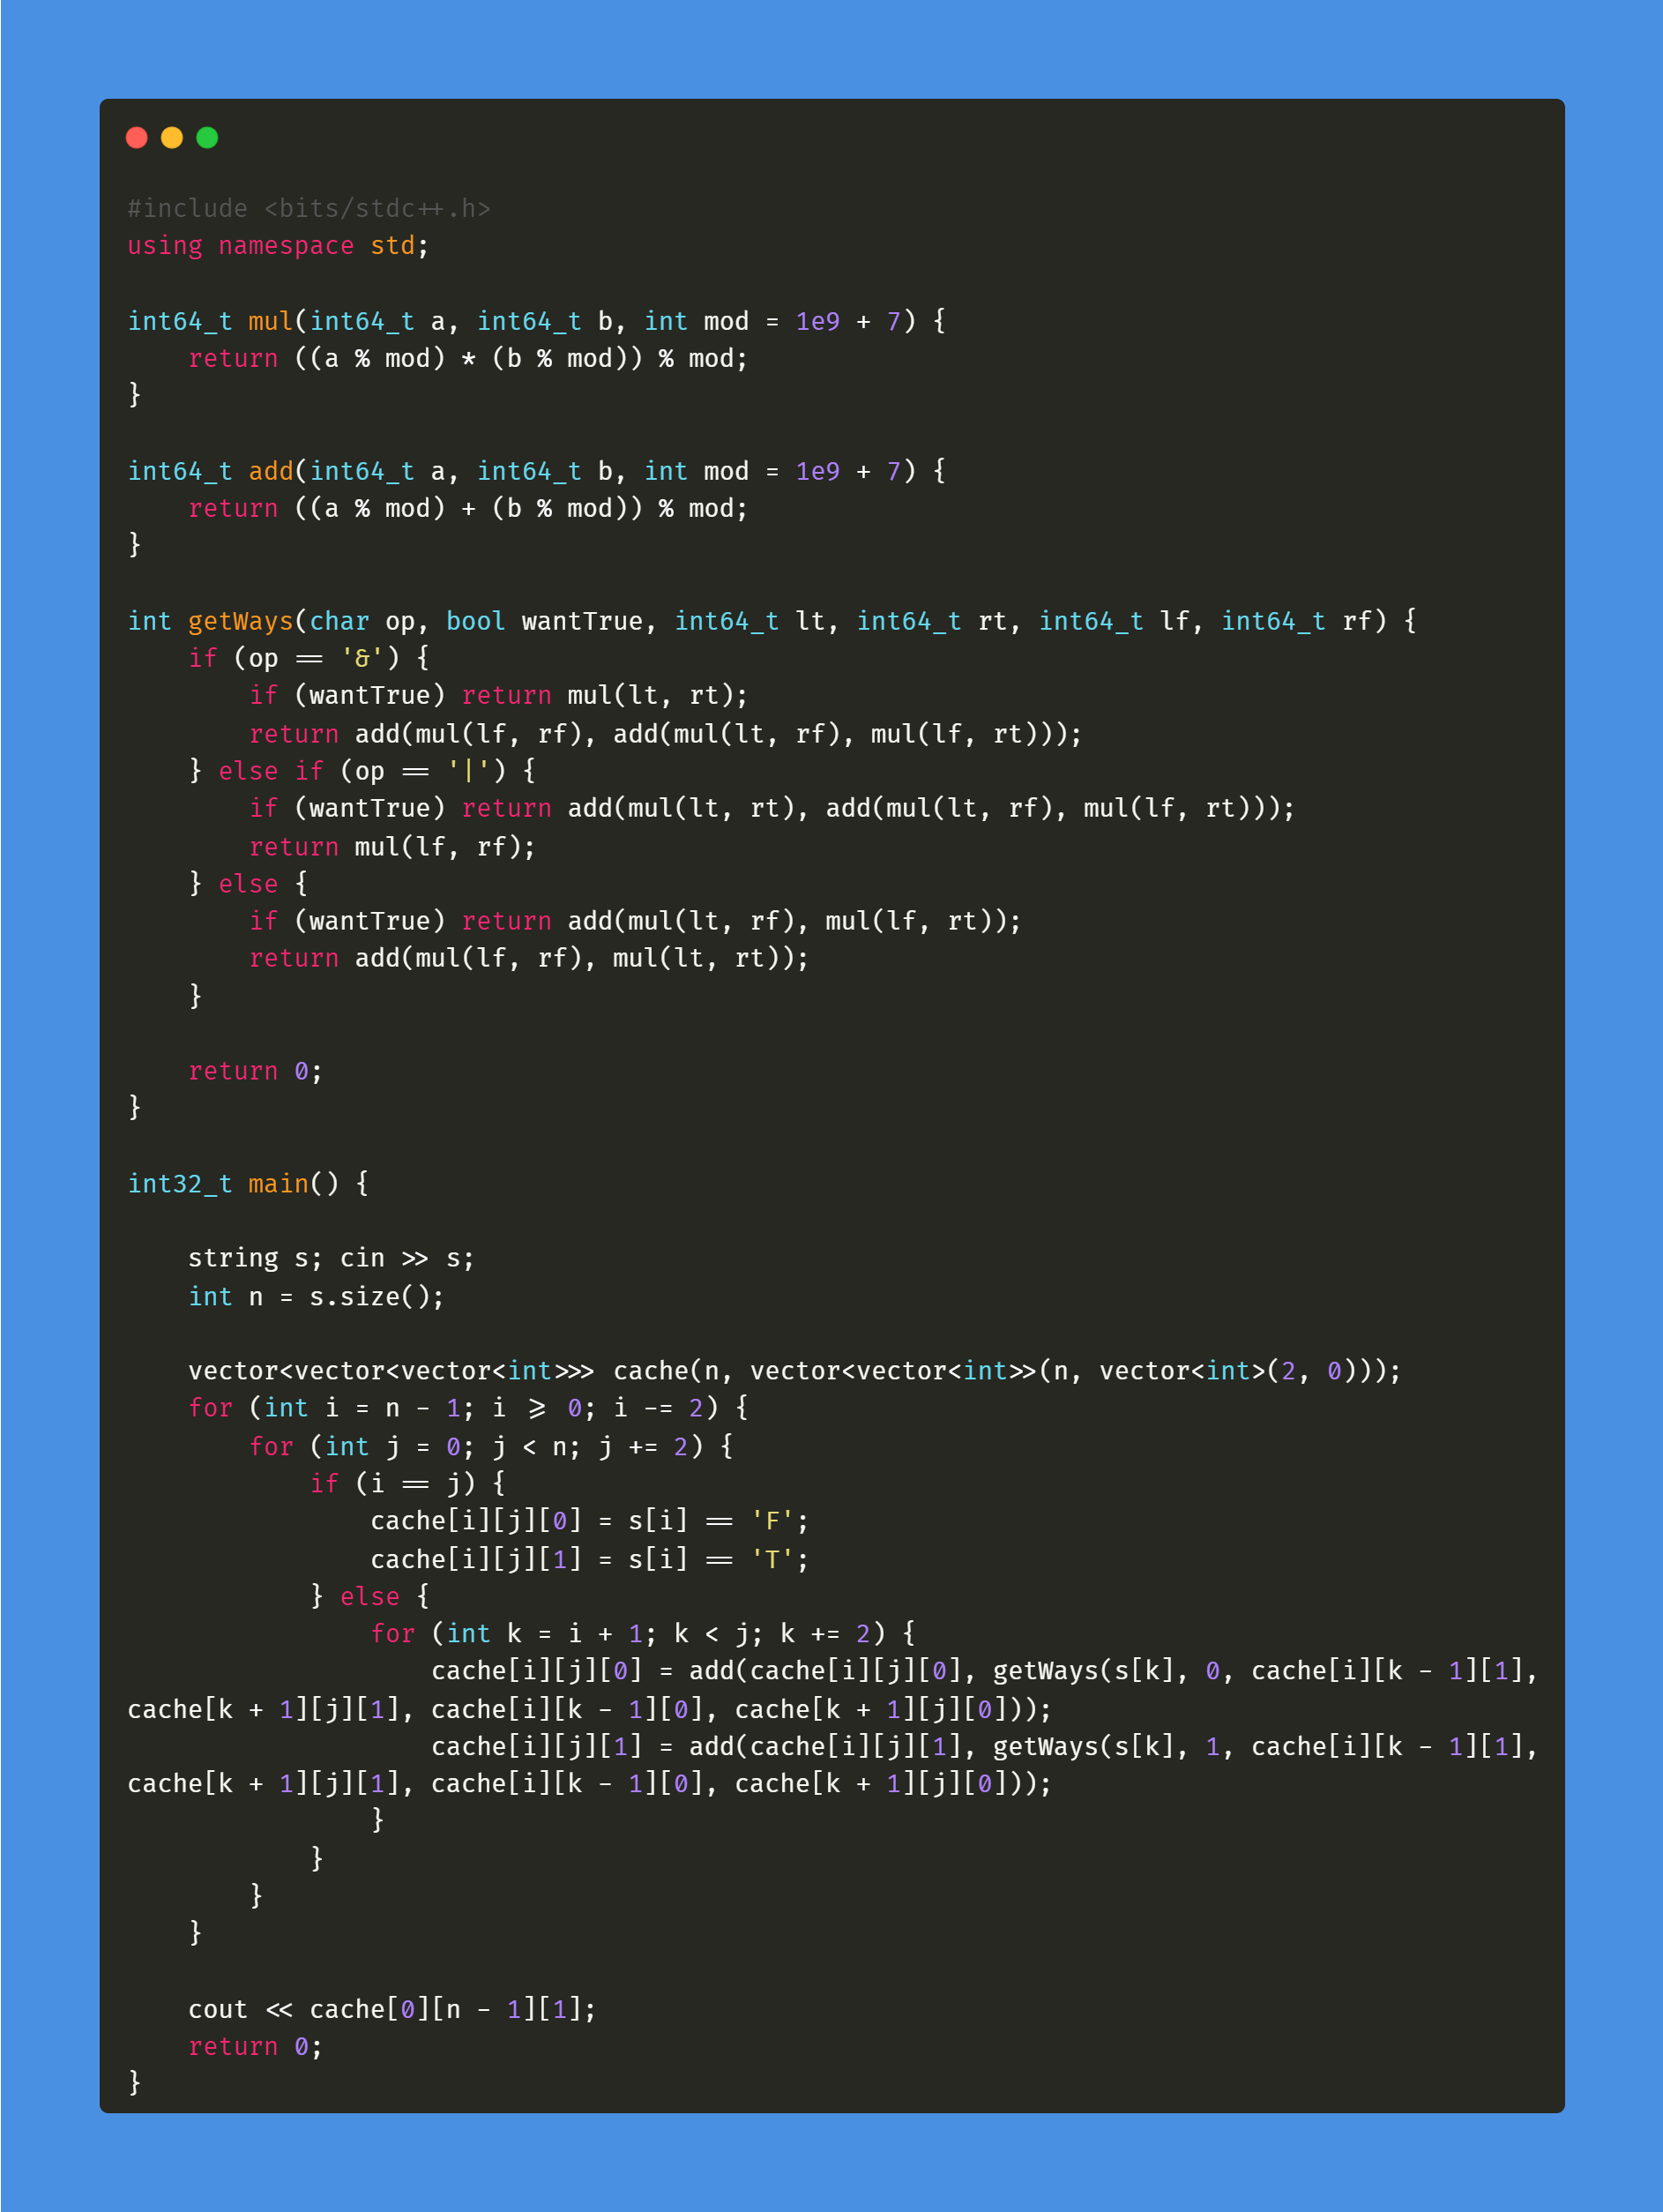 #include <bits/stdc++.h>
using namespace std;

int64_t mul(int64_t a, int64_t b, int mod = 1e9 + 7) {
    return ((a % mod) * (b % mod)) % mod;
}

int64_t add(int64_t a, int64_t b, int mod = 1e9 + 7) {
    return ((a % mod) + (b % mod)) % mod;
}

int getWays(char op, bool wantTrue, int64_t lt, int64_t rt, int64_t lf, int64_t rf) {
    if (op == '&') {
        if (wantTrue) return mul(lt, rt);
        return add(mul(lf, rf), add(mul(lt, rf), mul(lf, rt)));
    } else if (op == '|') {
        if (wantTrue) return add(mul(lt, rt), add(mul(lt, rf), mul(lf, rt)));
        return mul(lf, rf);
    } else {
        if (wantTrue) return add(mul(lt, rf), mul(lf, rt));
        return add(mul(lf, rf), mul(lt, rt));
    }

    return 0;
}

int32_t main() {

    string s; cin >> s;
    int n = s.size();

    vector<vector<vector<int>>> cache(n, vector<vector<int>>(n, vector<int>(2, 0)));
    for (int i = n - 1; i >= 0; i -= 2) {
        for (int j = 0; j < n; j += 2) {
            if (i == j) {
                cache[i][j][0] = s[i] == 'F';
                cache[i][j][1] = s[i] == 'T';
            } else {
                for (int k = i + 1; k < j; k += 2) {
                    cache[i][j][0] = add(cache[i][j][0], getWays(s[k], 0, cache[i][k - 1][1],
cache[k + 1][j][1], cache[i][k - 1][0], cache[k + 1][j][0]));
                    cache[i][j][1] = add(cache[i][j][1], getWays(s[k], 1, cache[i][k - 1][1],
cache[k + 1][j][1], cache[i][k - 1][0], cache[k + 1][j][0]));
                }
            }
        }
    }

    cout << cache[0][n - 1][1];
    return 0;
}